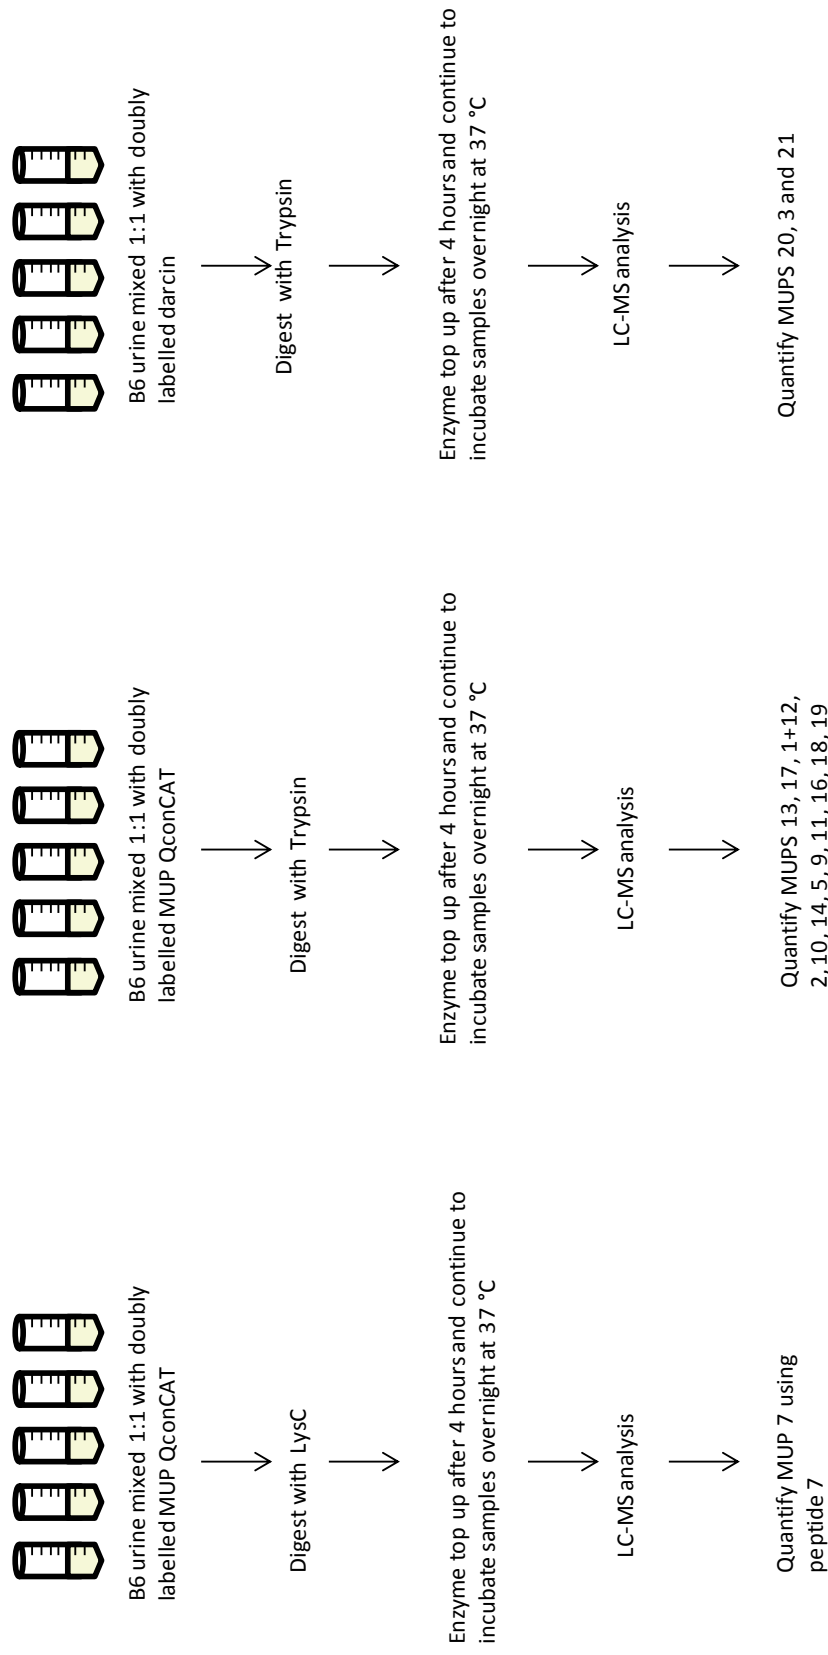 B6 urine mixed 1:1 with doubly
labelled MUP QconCAT
Digest with LysC
Enzyme top up after 4 hours and continue to
incubate samples overnight at 37 °C
LC-MS analysis
Quantify MUP 7 using
peptide 7
B6 urine mixed 1:1 with doubly
labelled MUP QconCAT
Digest with Trypsin
Enzyme top up after 4 hours and continue to
incubate samples overnight at 37 °C
LC-MS analysis
Quantify MUPS 13, 17, 1+12,
2,10, 14, 5, 9, 11, 16, 18, 19
B6 urine mixed 1:1 with doubly
labelled darcin
Digest with Trypsin
Enzyme top up after 4 hours and continue to
incubate samples overnight at 37 °C
LC-MS analysis
Quantify MUPS 20, 3 and 21